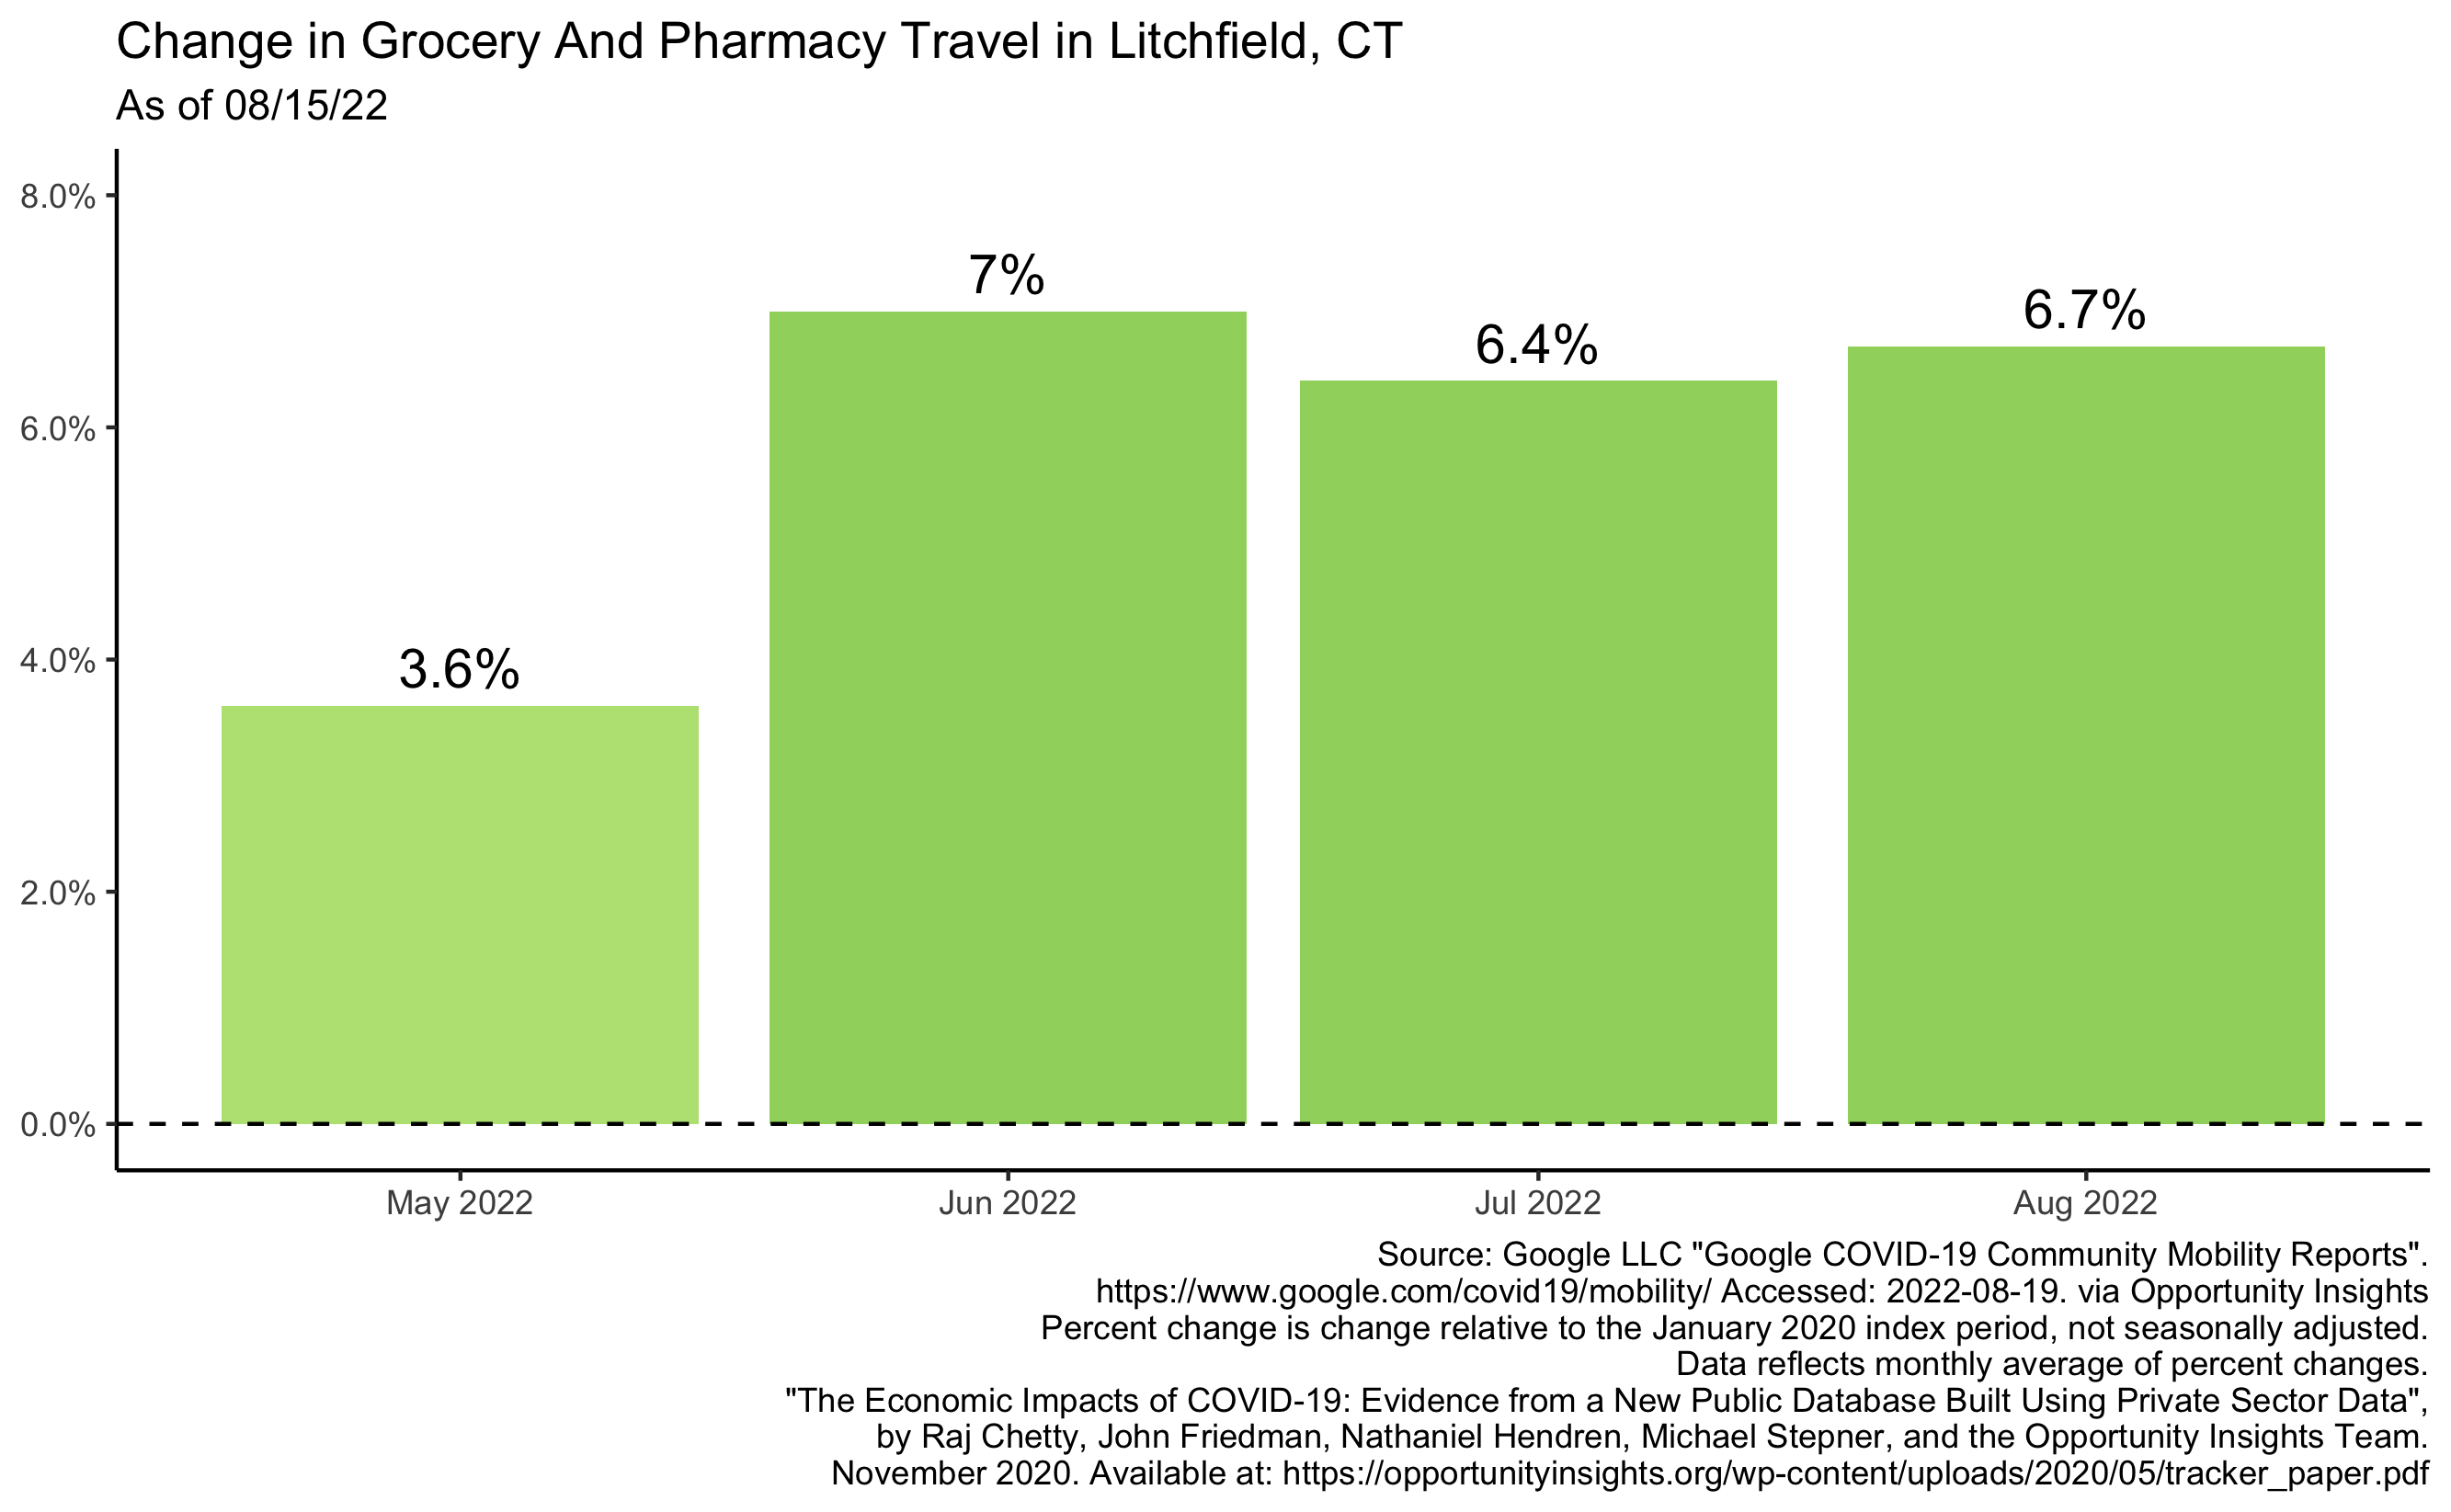 Change in Grocery And Pharmacy Travel in Litchfield, CT
As of 08/15/22
8.0%
6.0%
4.0%
2.0%
0.0%
3.6%
7%
6.4%
6.7%
May 2022
Jun 2022
Jul 2022
Aug 2022
Source: Google LLC "Google COVID-19 Community Mobility Reports".
https://www.google.com/covid19/mobility/ Accessed: 2022-08-19. via Opportunity Insights
Percent change is change relative to the January 2020 index period, not seasonally adjusted.
Data reflects monthly average of percent changes.
"The Economic Impacts of COVID-19: Evidence from a New Public Database Built Using Private Sector Data",
by Raj Chetty, John Friedman, Nathaniel Hendren, Michael Stepner, and the Opportunity Insights Team.
November 2020. Available at: https://opportunityinsights.org/wp-content/uploads/2020/05/tracker_paper.pdf